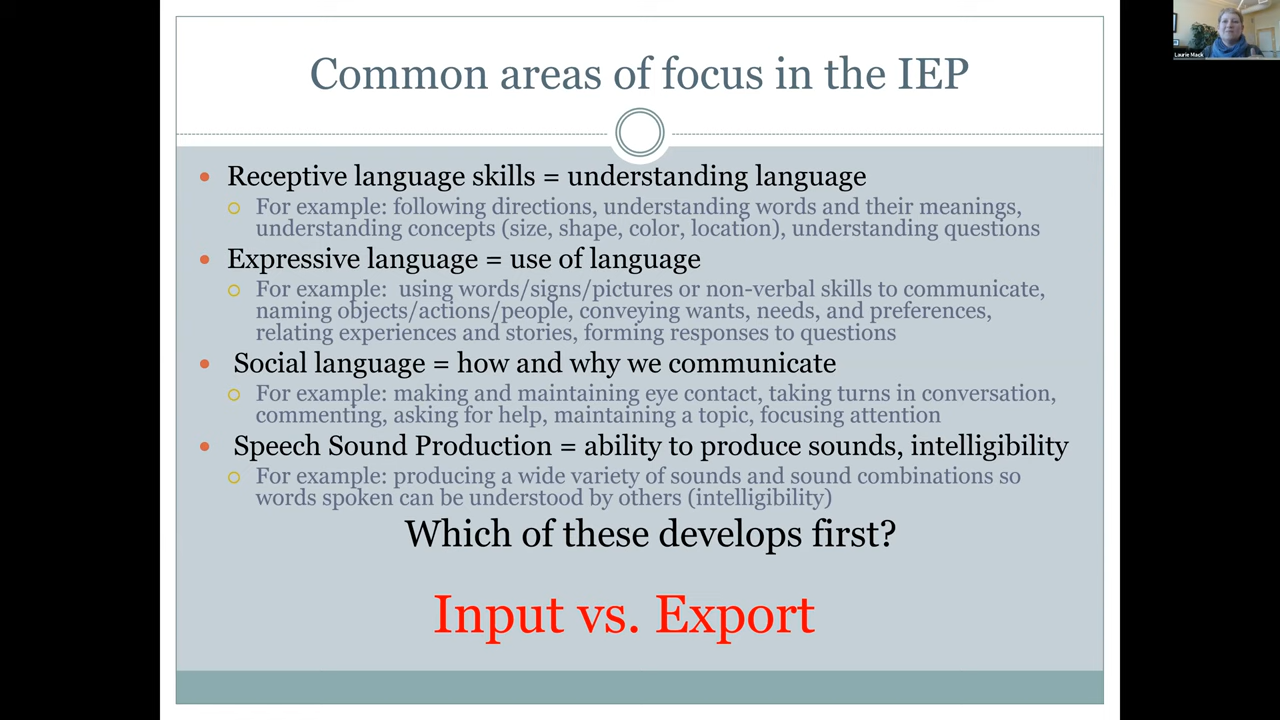 Common areas of focus in the IEP
• Receptive language skills = understanding language
○ For example: following directions, understanding words and their meanings,
understanding concepts (size, shape, color, location), understanding questions
• Expressive language = use of language
○ For example:  using words/signs/pictures or non-verbal skills to communicate,
naming objects/actions/people, conveying wants, needs, and preferences,
relating experiences and stories, forming responses to questions
• Social language = how and why we communicate
○ For example: making and maintaining eye contact, taking turns in conversation,
commenting, asking for help, maintaining a topic, focusing attention
• Speech Sound Production = ability to produce sounds, intelligibility
○ For example: producing a wide variety of sounds and sound combinations so
words spoken can be understood by others (intelligibility)
Which of these develops first?
Input vs. Export
Laurie Mack